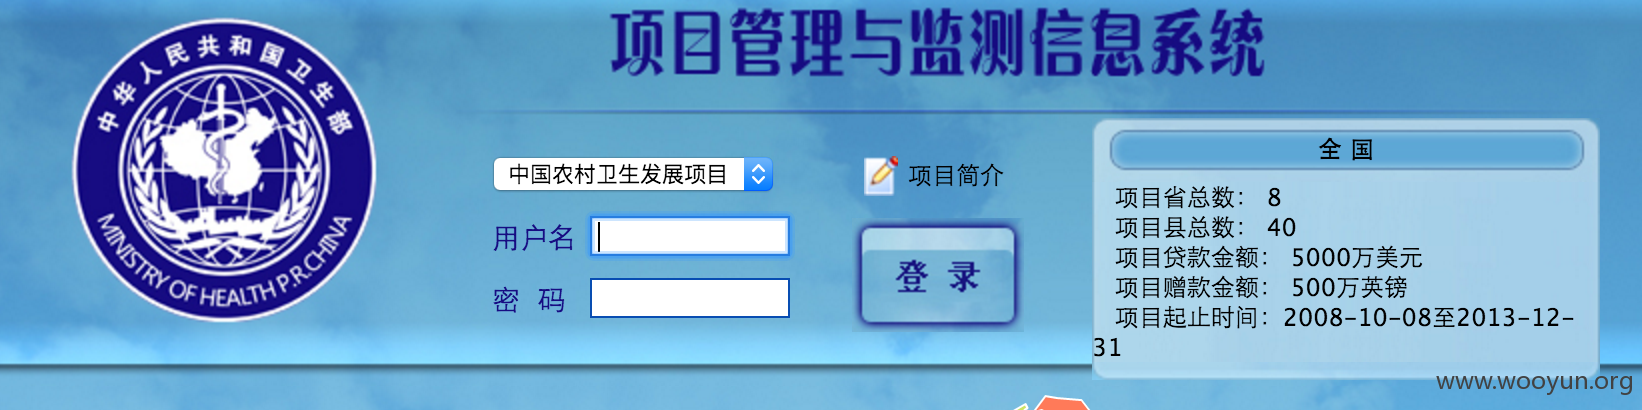 项目管理与监测信息系统
中华人民共和国卫生部
MINISTRY OF HEALTH P.R.CHINA
中国农村卫生发展项目
项目简介
用户名
密 码
登 录
全 国
项目省总数： 8
项目县总数： 40
项目贷款金额： 5000万美元
项目赠款金额： 500万英镑
项目起止时间：2008-10-08至2013-12-
31
www.wooyun.org